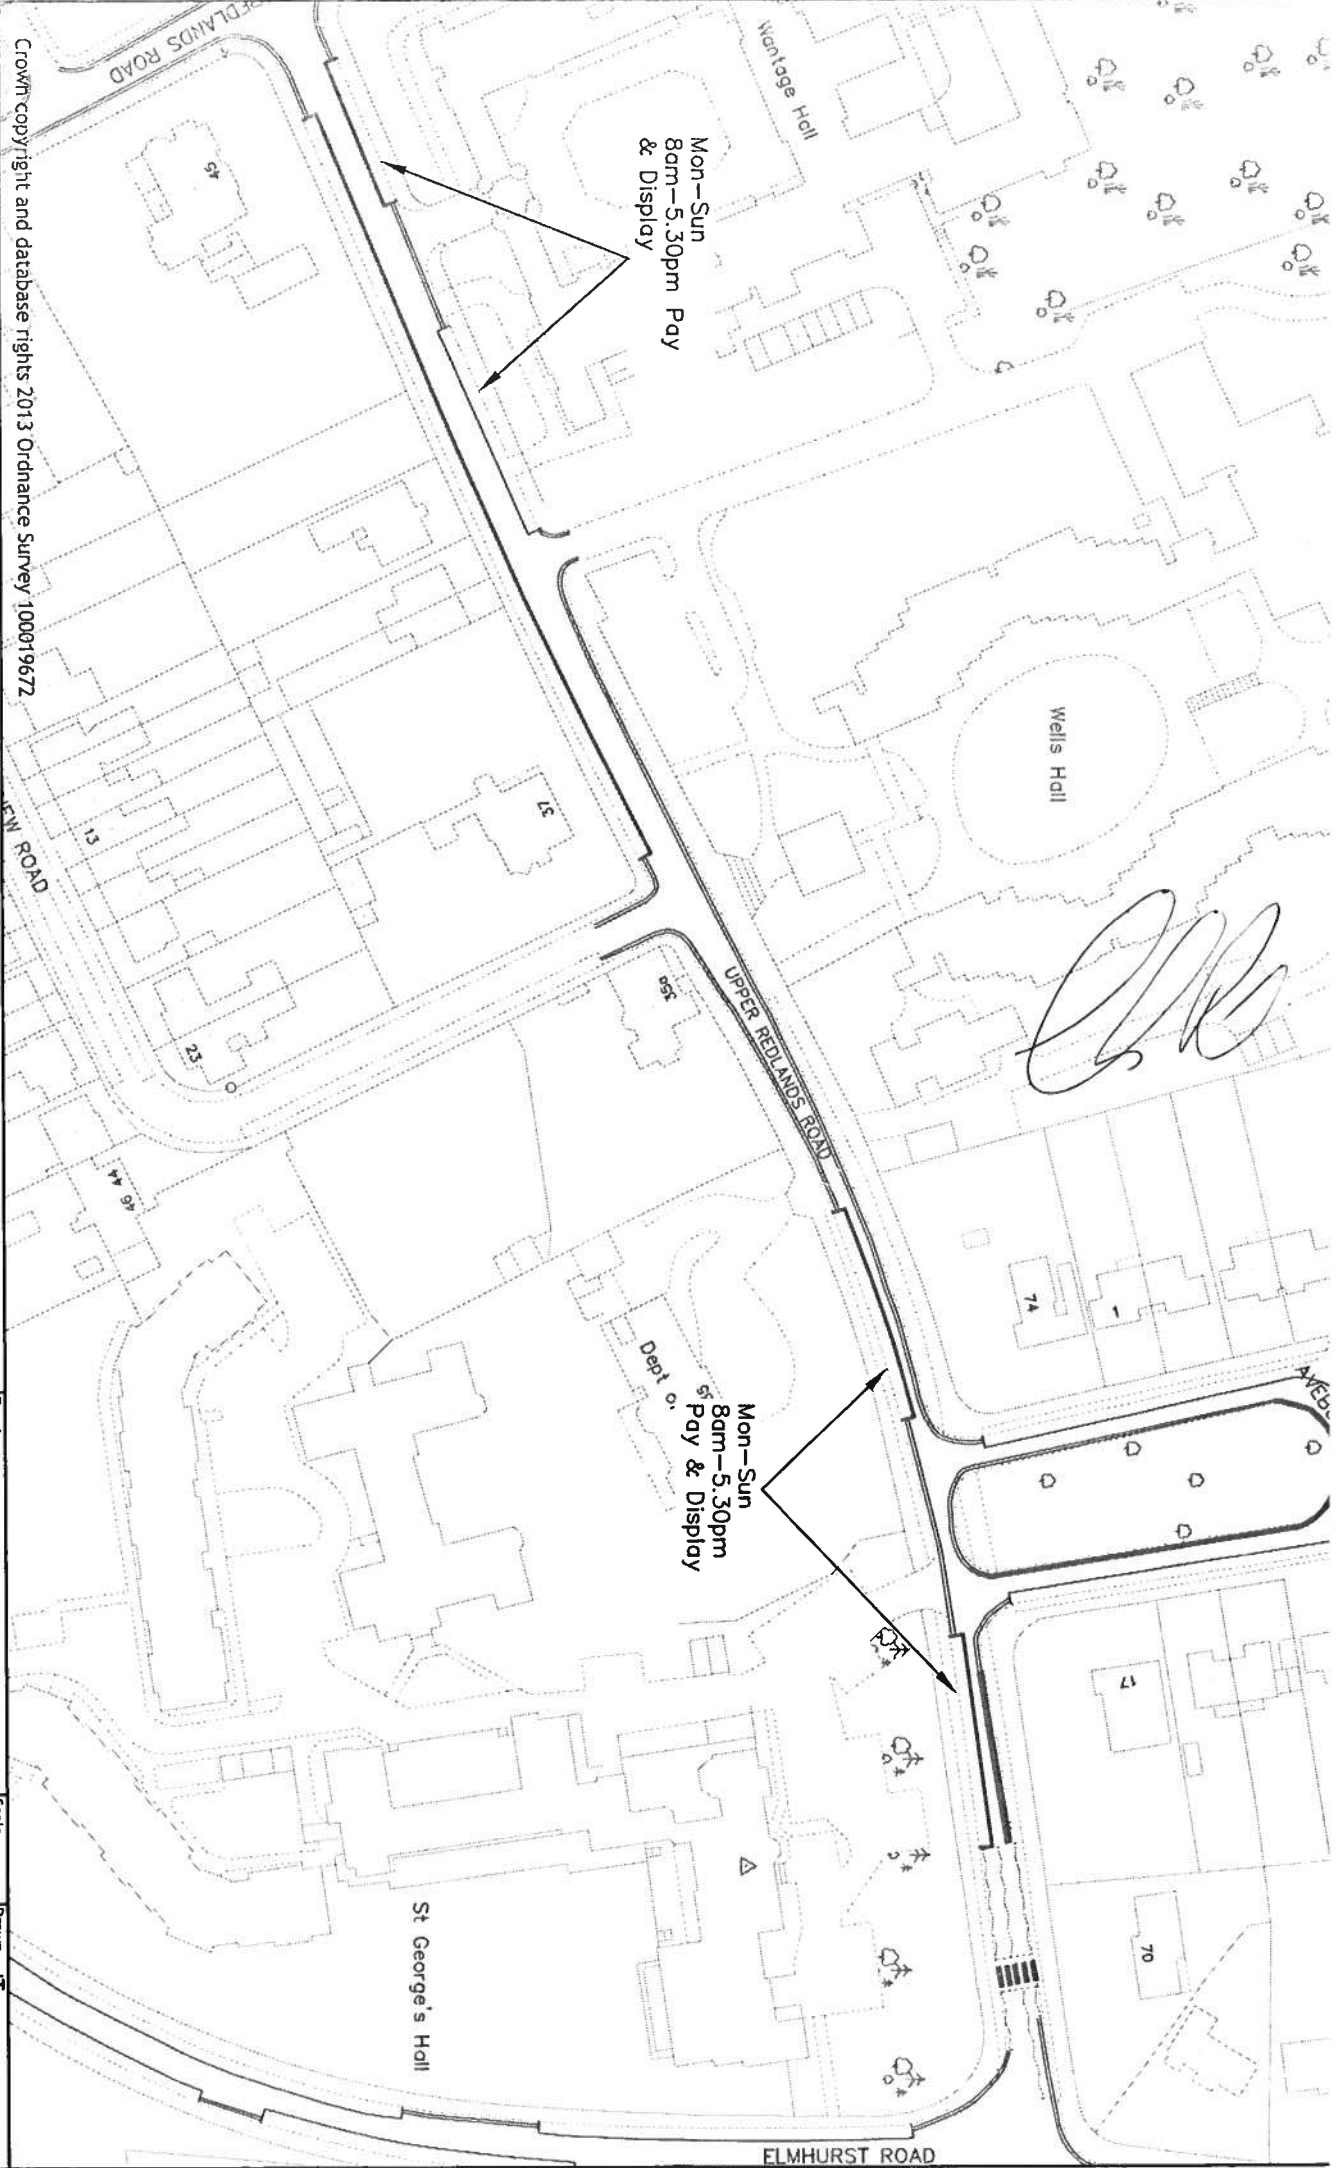 REDLANDS ROAD
Wantage Hall
Mon-Sun
8am-5.30pm Pay
& Display
45
Wells Hall
37
13
23
35a
UPPER REDLANDS ROAD
46 44
74
1
Dept o.
35
Mon-Sun
8am-5.30pm
Pay & Display
17
70
St George's Hall
ELMHURST ROAD
Crown copyright and database rights 2013 Ordnance Survey 100019672